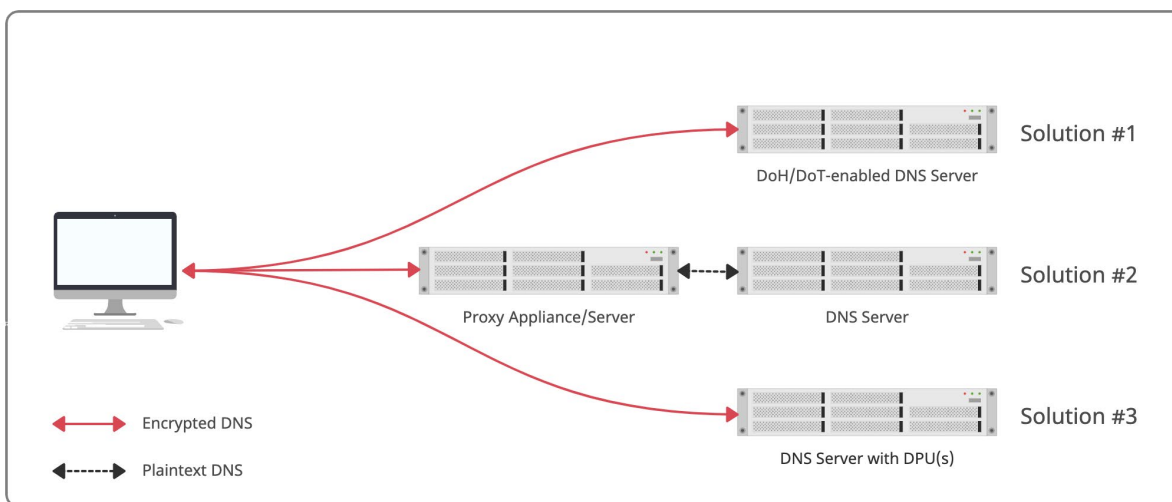 Solution #1
DoH/DoT-enabled DNS Server
Solution #2
Proxy Appliance/Server
DNS Server
Encrypted DNS
Solution #3
Plaintext DNS
DNS Server with DPU(s)